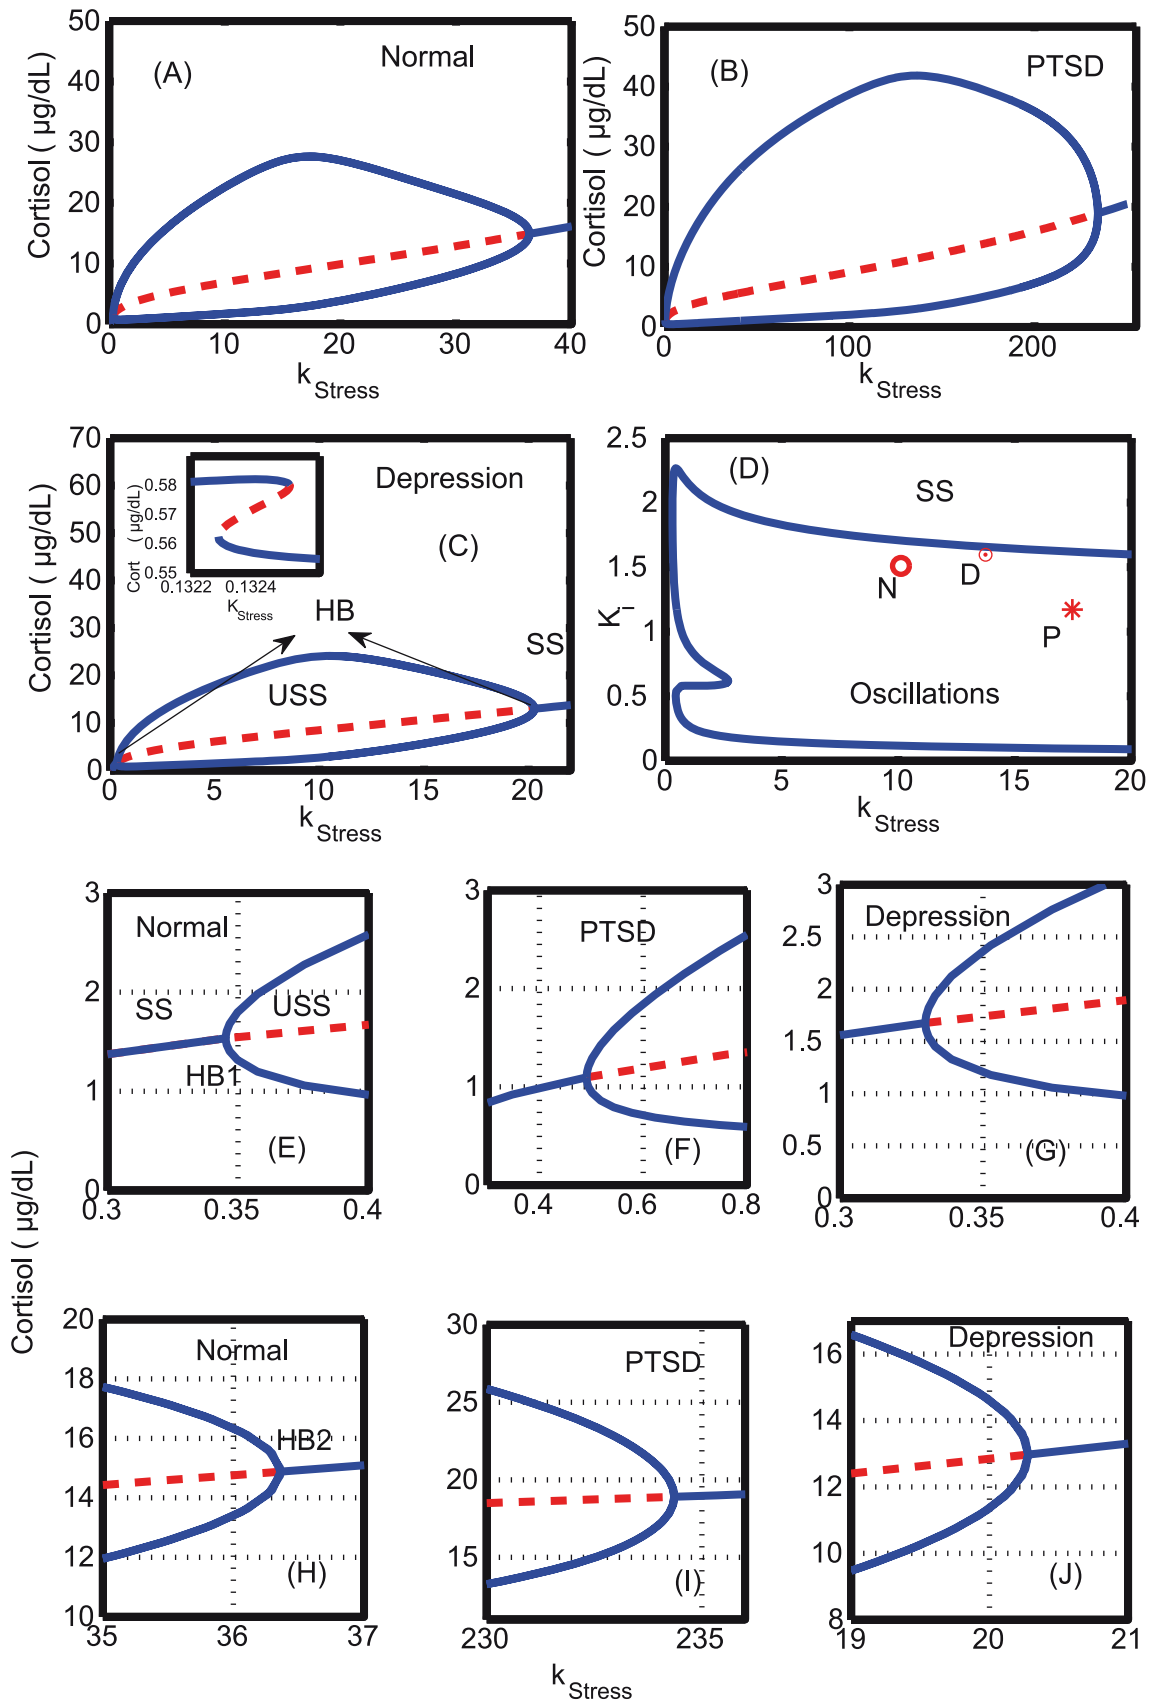 (A)
Normal
Cortisol ( µg/dL)
50
40
30
20
10
0
0 10 20 30 40
k Stress
(B)
PTSD
Cortisol ( µg/dL)
50
40
30
20
10
0
0 100 200
k Stress
Depression
(C)
Cortisol ( µg/dL)
70
60
50
40
30
20
10
0
0 5 10 15 20
k Stress
Cort ( µg/dL)
0.58
0.57
0.56
0.55
0.1322 0.1324
K Stress
HB
USS
SS
(D)
K i
2.5
2
1.5
1
0.5
0
0 5 10 15 20
k Stress
SS
N
D
P
Oscillations
Cortisol ( µg/dL)
Normal
SS
USS
HB1
(E)
3
2
1
0
0.3 0.35 0.4
PTSD
(F)
3
2
1
0
0.4 0.6 0.8
Depression
(G)
3
2.5
2
1.5
1
0.5
0
0.3 0.35 0.4
Normal
HB2
(H)
20
18
16
14
12
10
35 36 37
PTSD
(I)
30
25
20
15
230 235
Depression
(J)
16
14
12
10
8
19 20 21
k Stress